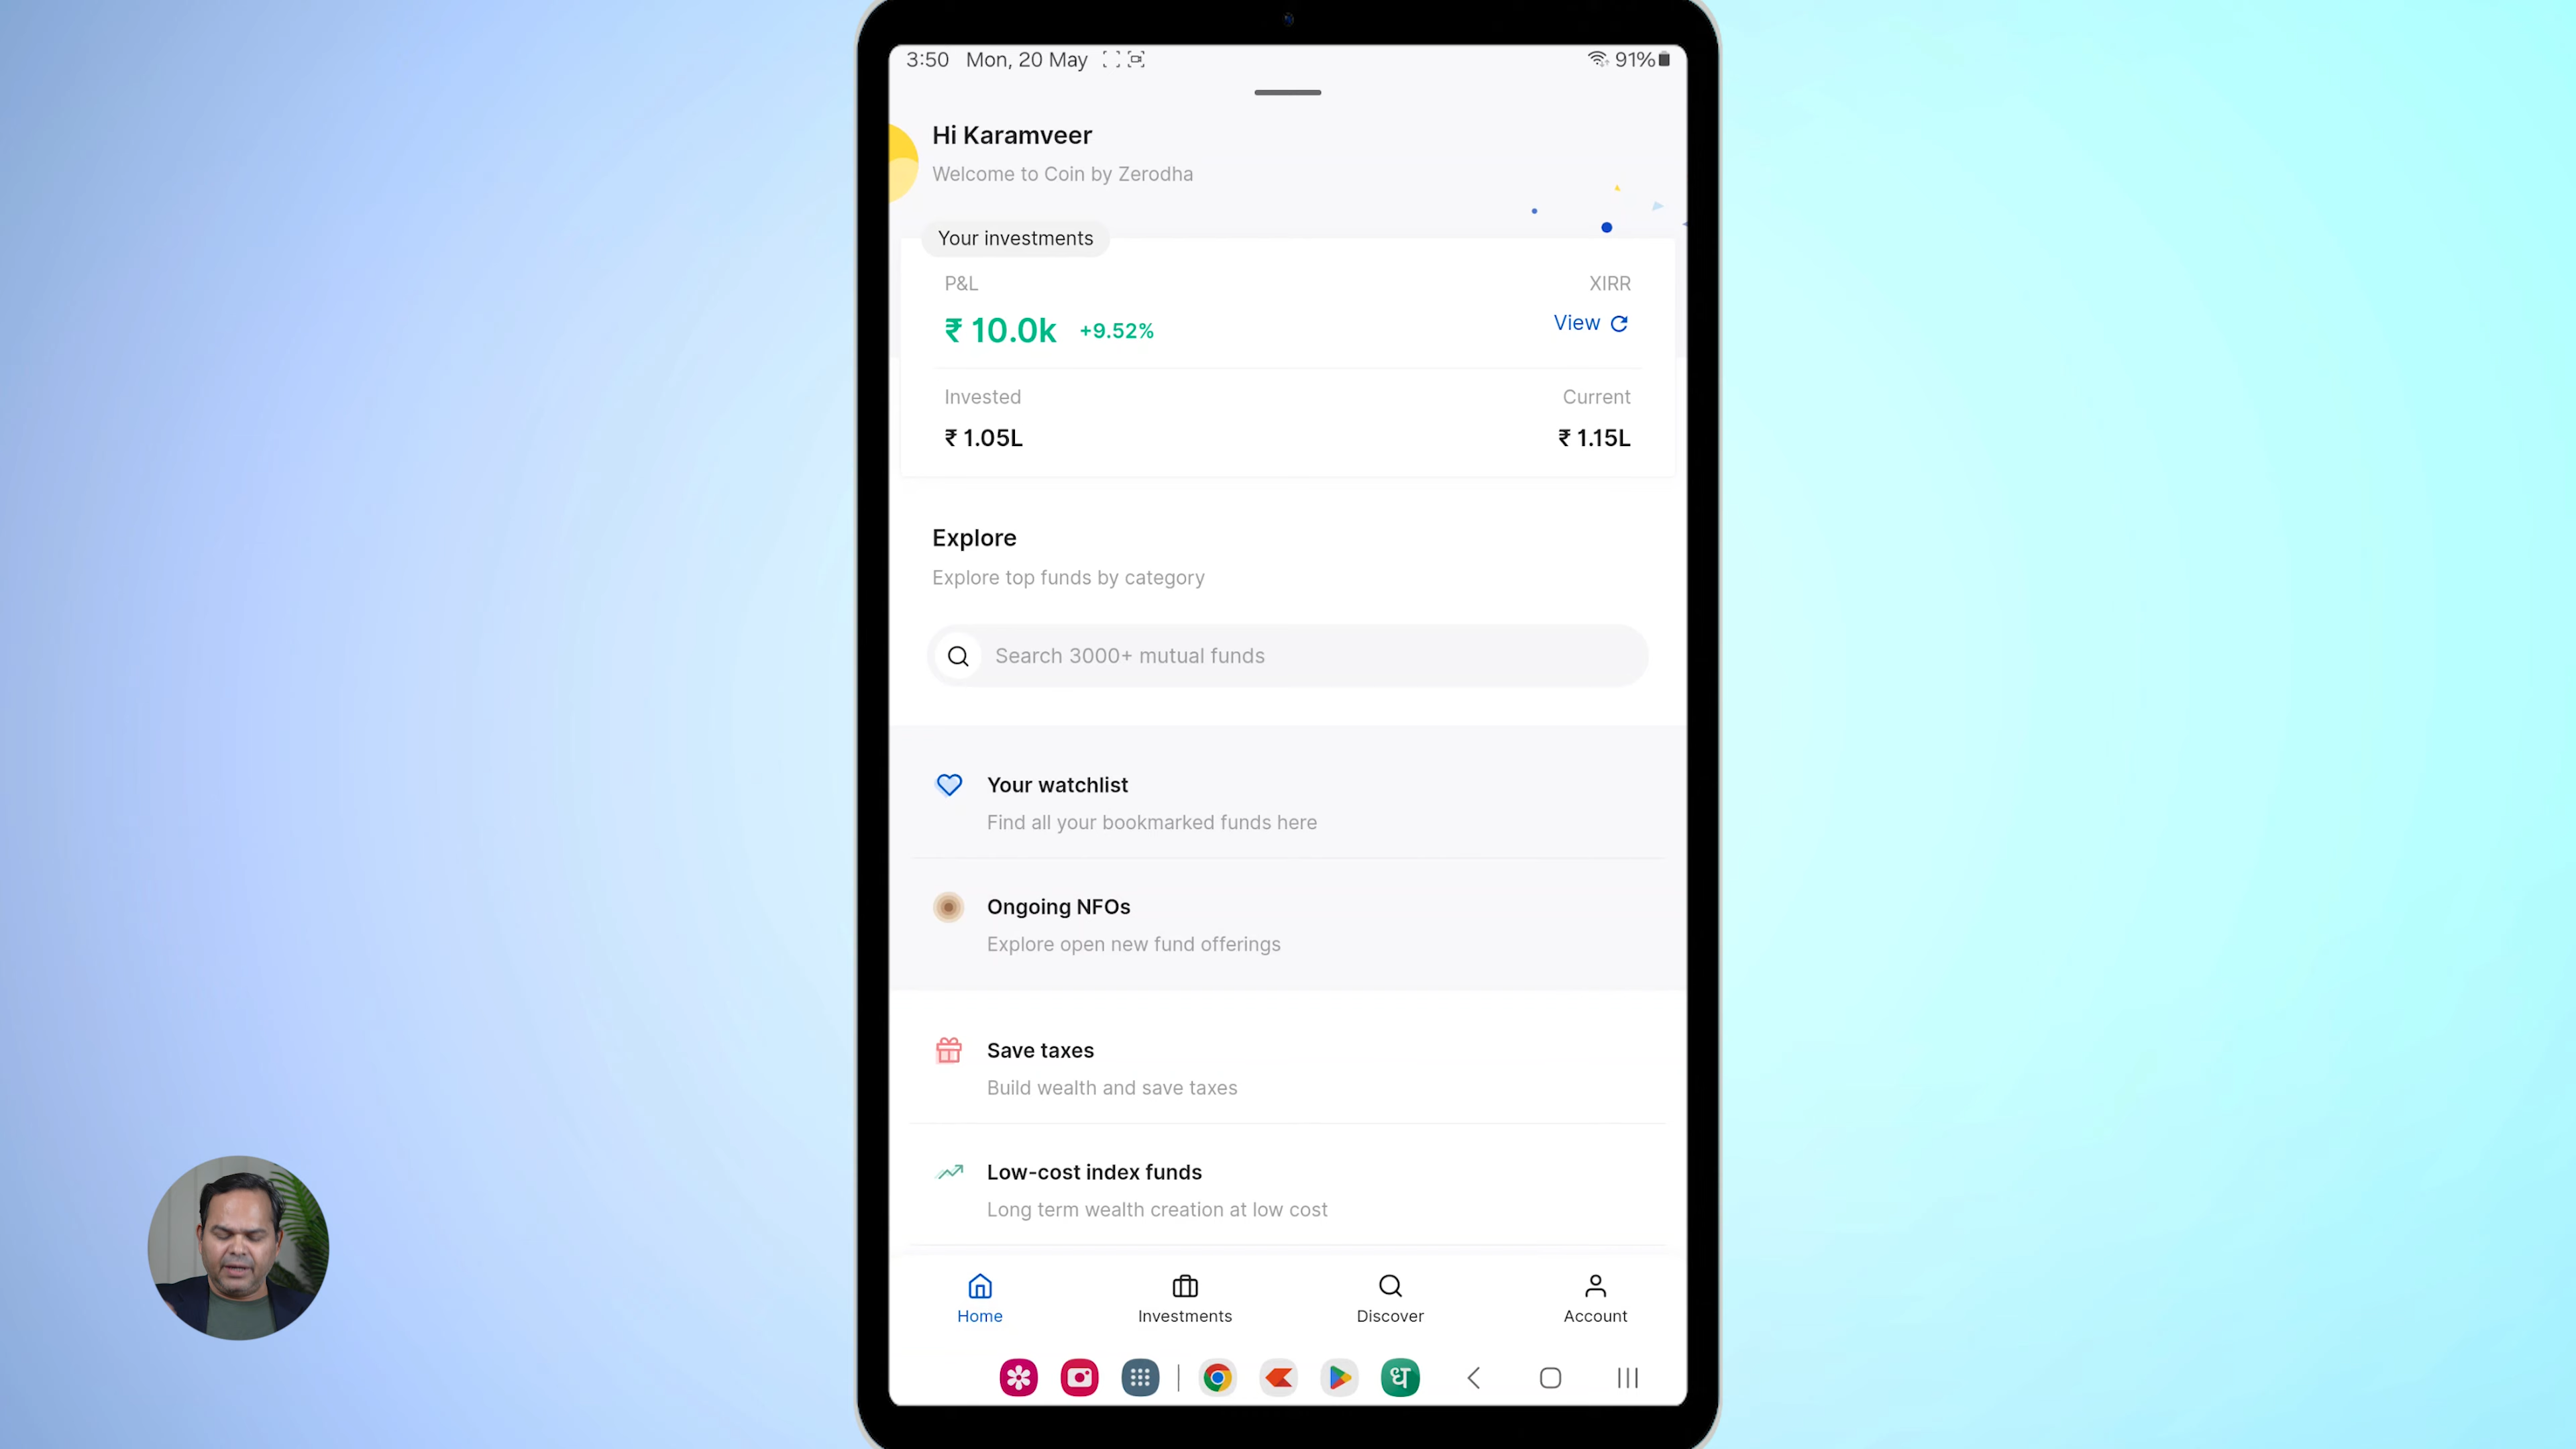 3:50 Mon, 20 May 91%
Hi Karamveer
Welcome to Coin by Zerodha
Your investments
P&L XIRR
₹ 10.0k +9.52% View
Invested Current
₹ 1.05L ₹ 1.15L
Explore
Explore top funds by category
Search 3000+ mutual funds
Your watchlist
Find all your bookmarked funds here
Ongoing NFOs
Explore open new fund offerings
Save taxes
Build wealth and save taxes
Low-cost index funds
Long term wealth creation at low cost
Home Investments Discover Account
ध